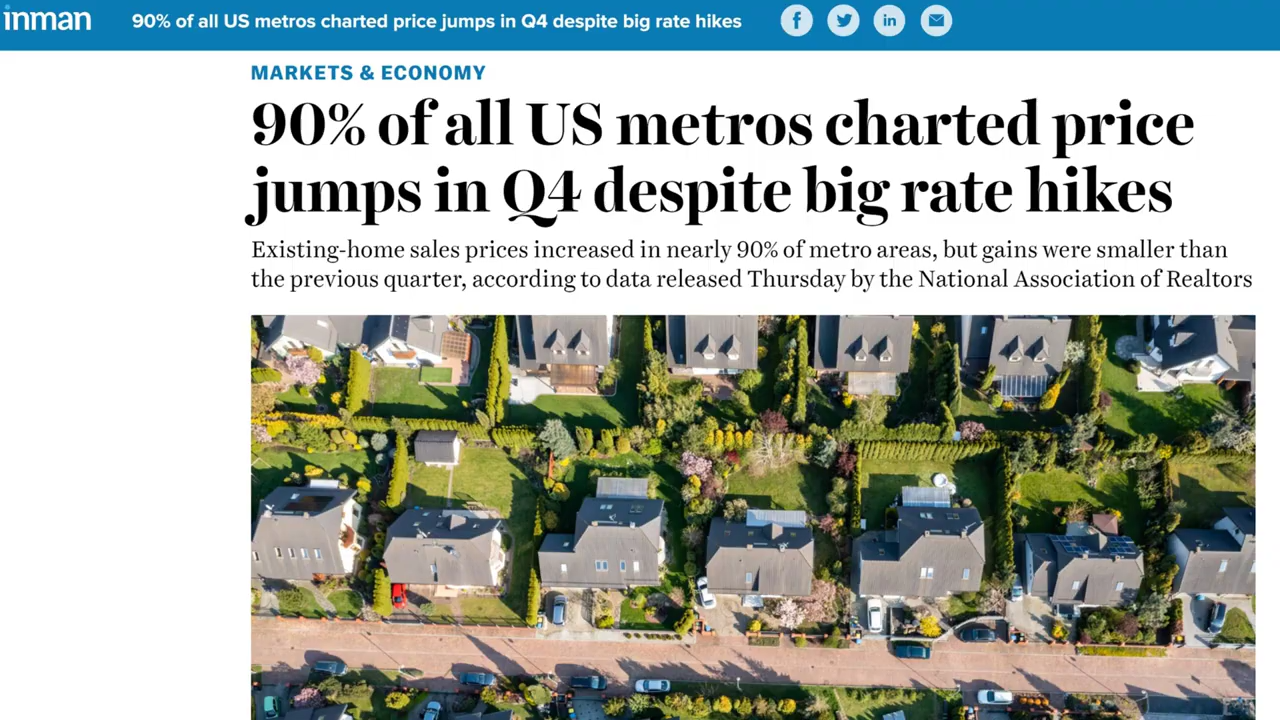 inman
90% of all US metros charted price jumps in Q4 despite big rate hikes
MARKETS & ECONOMY
90% of all US metros charted price
jumps in Q4 despite big rate hikes
Existing-home sales prices increased in nearly 90% of metro areas, but gains were smaller than
the previous quarter, according to data released Thursday by the National Association of Realtors